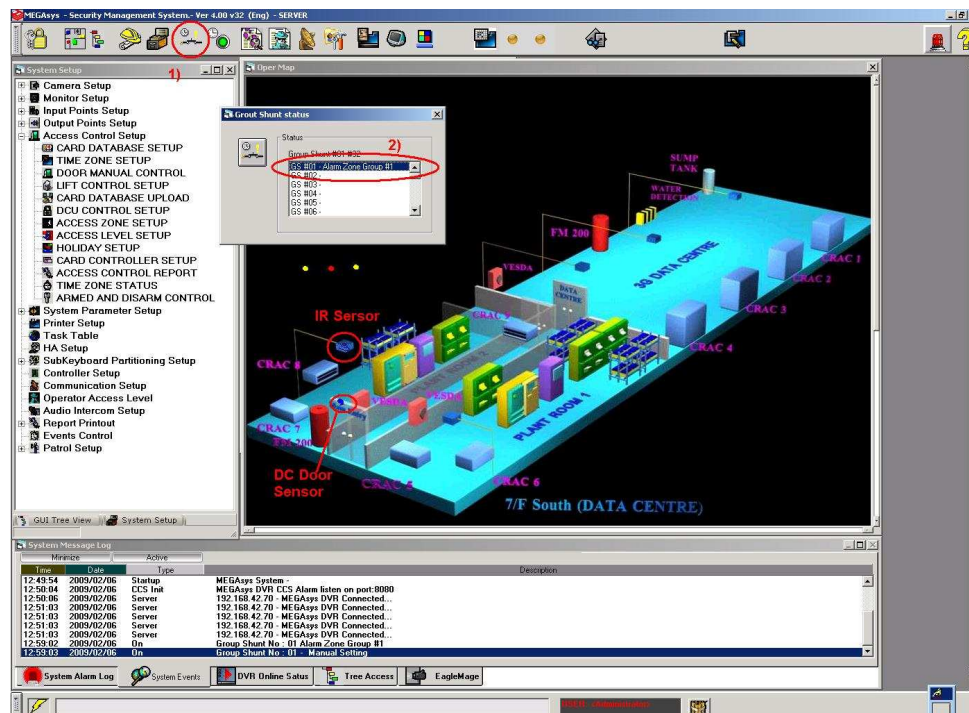 MEGAsys - Security Management System.- Ver 4.00 v32 (Eng) - SERVER
1)
System Setup
Camera Setup
Monitor Setup
Input Points Setup
Output Points Setup
Access Control Setup
CARD DATABASE SETUP
TIME ZONE SETUP
DOOR MANUAL CONTROL
LIFT CONTROL SETUP
CARD DATABASE UPLOAD
DCU CONTROL SETUP
ACCESS ZONE SETUP
ACCESS LEVEL SETUP
HOLIDAY SETUP
CARD CONTROLLER SETUP
ACCESS CONTROL REPORT
TIME ZONE STATUS
ARMED AND DISARM CONTROL
System Parameter Setup
Printer Setup
Task Table
HA Setup
SubKeyboard Partitioning Setup
Controller Setup
Communication Setup
Operator Access Level
Audio Intercom Setup
Report Printout
Events Control
Patrol Setup
GUI Tree View
System Setup
Oper Map
Grout Shunt status
Status
2)
Group Shunt #01-#32
GS #01 - Alarm Zone Group #1
GS #02 -
GS #03 -
GS #04 -
GS #05 -
GS #06 -
SUMP
TANK
WATER
DETECTION
FM 200
3G DATA CENTRE
CRAC 1
CRAC 2
CRAC 3
CRAC 4
VESDA
DATA
CENTRE
IR Sersor
CRAC 8
PLANT ROOM 2
VESDA
VESDA
PLANT ROOM 1
CRAC 7
FM 200
DC Door
Sensor
CRAC 5
CRAC 6
7/F South (DATA CENTRE)
System Message Log
Minimize
Active
Time Date Type Description
12:49:54 2009/02/06 Startup MEGAsys System -
12:50:04 2009/02/06 CCS Init MEGAsys DVR CCS Alarm listen on port:8080
12:50:06 2009/02/06 Server 192.168.42.70 - MEGAsys DVR Connected...
12:51:03 2009/02/06 Server 192.168.42.70 - MEGAsys DVR Connected...
12:51:03 2009/02/06 Server 192.168.42.70 - MEGAsys DVR Connected...
12:51:03 2009/02/06 Server 192.168.42.70 - MEGAsys DVR Connected...
12:51:03 2009/02/06 Server 192.168.42.70 - MEGAsys DVR Connected...
12:59:02 2009/02/06 On Group Shunt No : 01 Alarm Zone Group #1
12:59:03 2009/02/06 On Group Shunt No : 01 - Manual Setting
System Alarm Log
System Events
DVR Online Satus
Tree Access
EagleMage